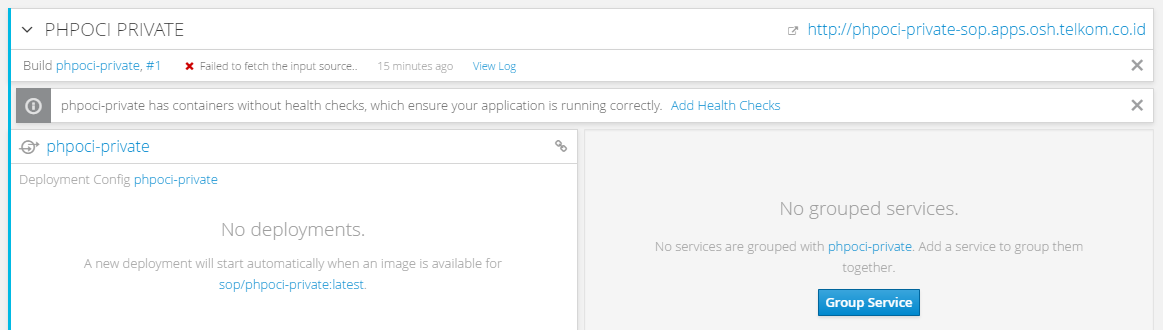 PHPOCI PRIVATE
http://phpoci-private-sop.apps.osh.telkom.co.id
Build phpoci-private, #1 Failed to fetch the input source.. 15 minutes ago View Log
phpoci-private has containers without health checks, which ensure your application is running correctly. Add Health Checks
phpoci-private
Deployment Config phpoci-private
No deployments.
A new deployment will start automatically when an image is available for
sop/phpoci-private:latest.
No grouped services.
No services are grouped with phpoci-private. Add a service to group them
together.
Group Service